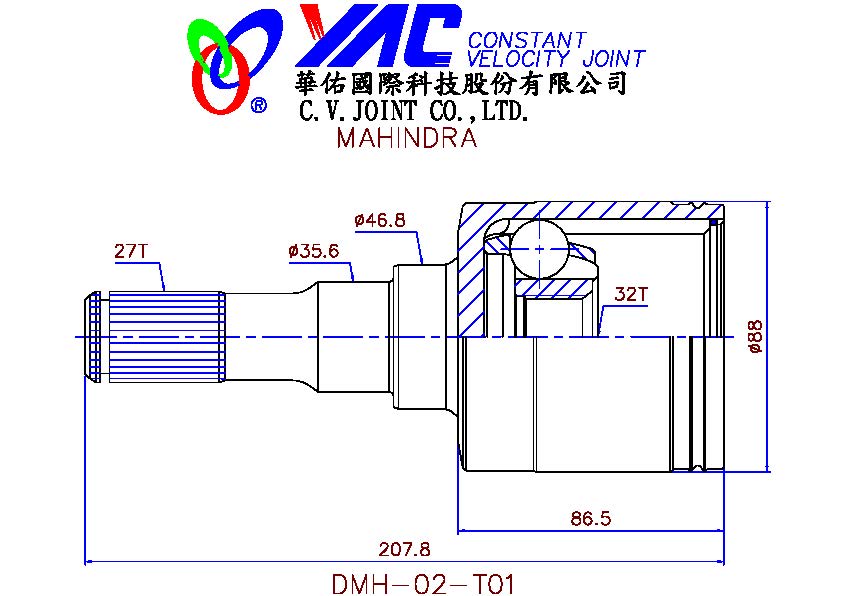 YAC CONSTANT
VELOCITY JOINT
®
華佑國際科技股份有限公司
C.V.JOINT CO.,LTD.
MAHINDRA
ø46.8
27T
ø35.6
32T
ø88
86.5
207.8
DMH-02-T01